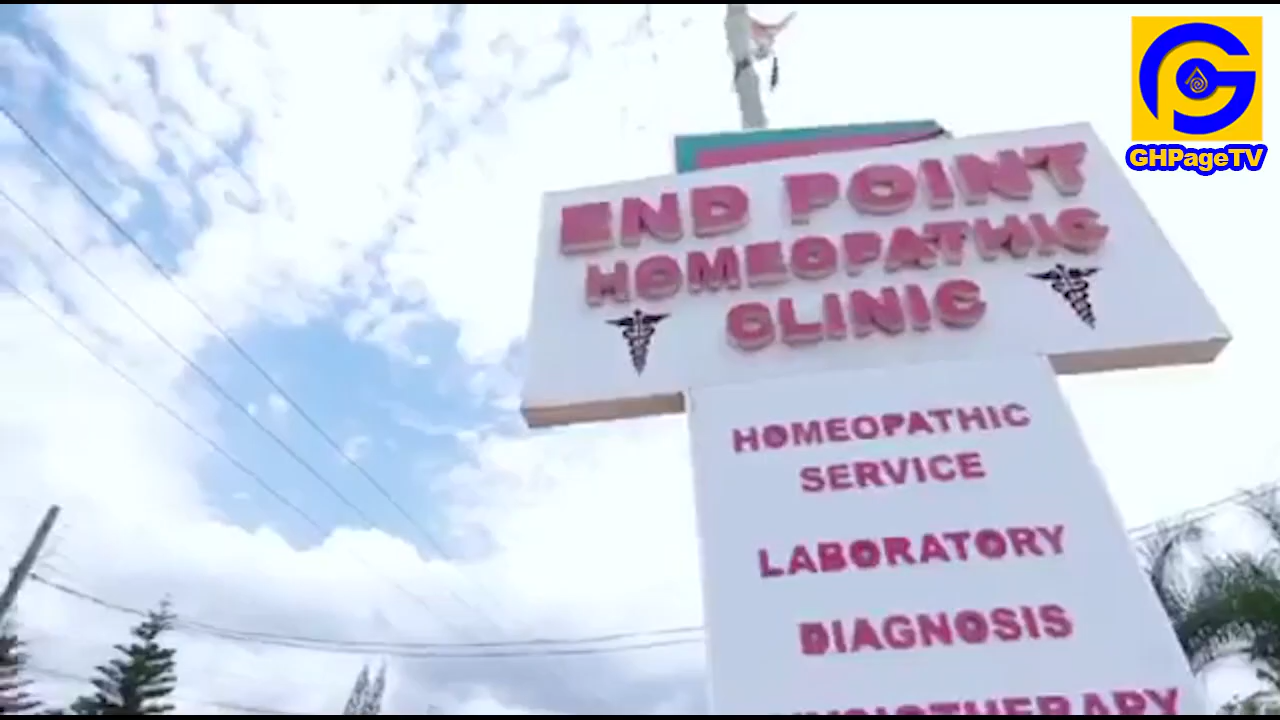 GHPageTV
END POINT
HOMEOPATHIC
CLINIC
HOMEOPATHIC
SERVICE
LABORATORY
DIAGNOSIS